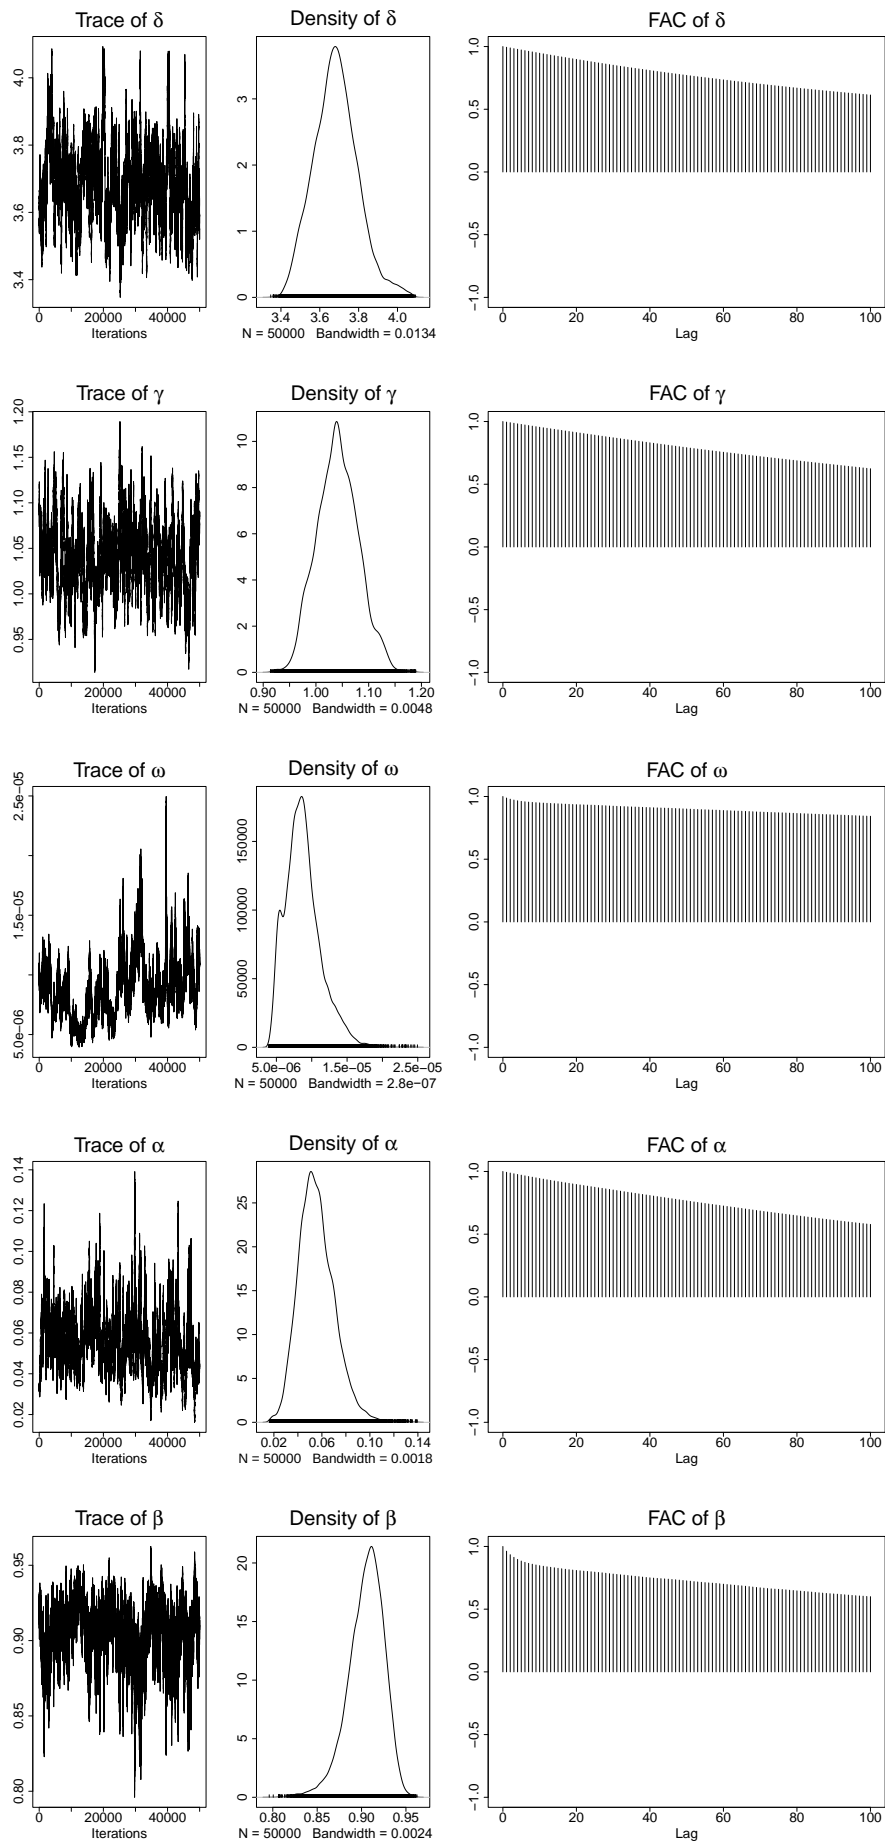 Trace of δ
Density of δ
FAC of δ
3.4 3.6 3.8 4.0
0 1 2 3
−1.0 −0.5 0.0 0.5 1.0
0 20000 40000
3.4 3.6 3.8 4.0
0 20 40 60 80 100
Iterations
N = 50000 Bandwidth = 0.0134
Lag
Trace of γ
Density of γ
FAC of γ
0.95 1.00 1.05 1.10 1.15 1.20
0 2 4 6 8 10
−1.0 −0.5 0.0 0.5 1.0
0 20000 40000
0.90 1.00 1.10 1.20
0 20 40 60 80 100
Iterations
N = 50000 Bandwidth = 0.0048
Lag
Trace of ω
Density of ω
FAC of ω
5.0e−06 1.5e−05 2.5e−05
0 50000 100000 150000
−1.0 −0.5 0.0 0.5 1.0
0 20000 40000
5.0e−06 1.5e−05 2.5e−05
0 20 40 60 80 100
Iterations
N = 50000 Bandwidth = 2.8e−07
Lag
Trace of α
Density of α
FAC of α
0.02 0.04 0.06 0.08 0.10 0.12 0.14
0 5 10 15 20 25
−1.0 −0.5 0.0 0.5 1.0
0 20000 40000
0.02 0.06 0.10 0.14
0 20 40 60 80 100
Iterations
N = 50000 Bandwidth = 0.0018
Lag
Trace of β
Density of β
FAC of β
0.80 0.85 0.90 0.95
0 5 10 15 20
−1.0 −0.5 0.0 0.5 1.0
0 20000 40000
0.80 0.85 0.90 0.95
0 20 40 60 80 100
Iterations
N = 50000 Bandwidth = 0.0024
Lag